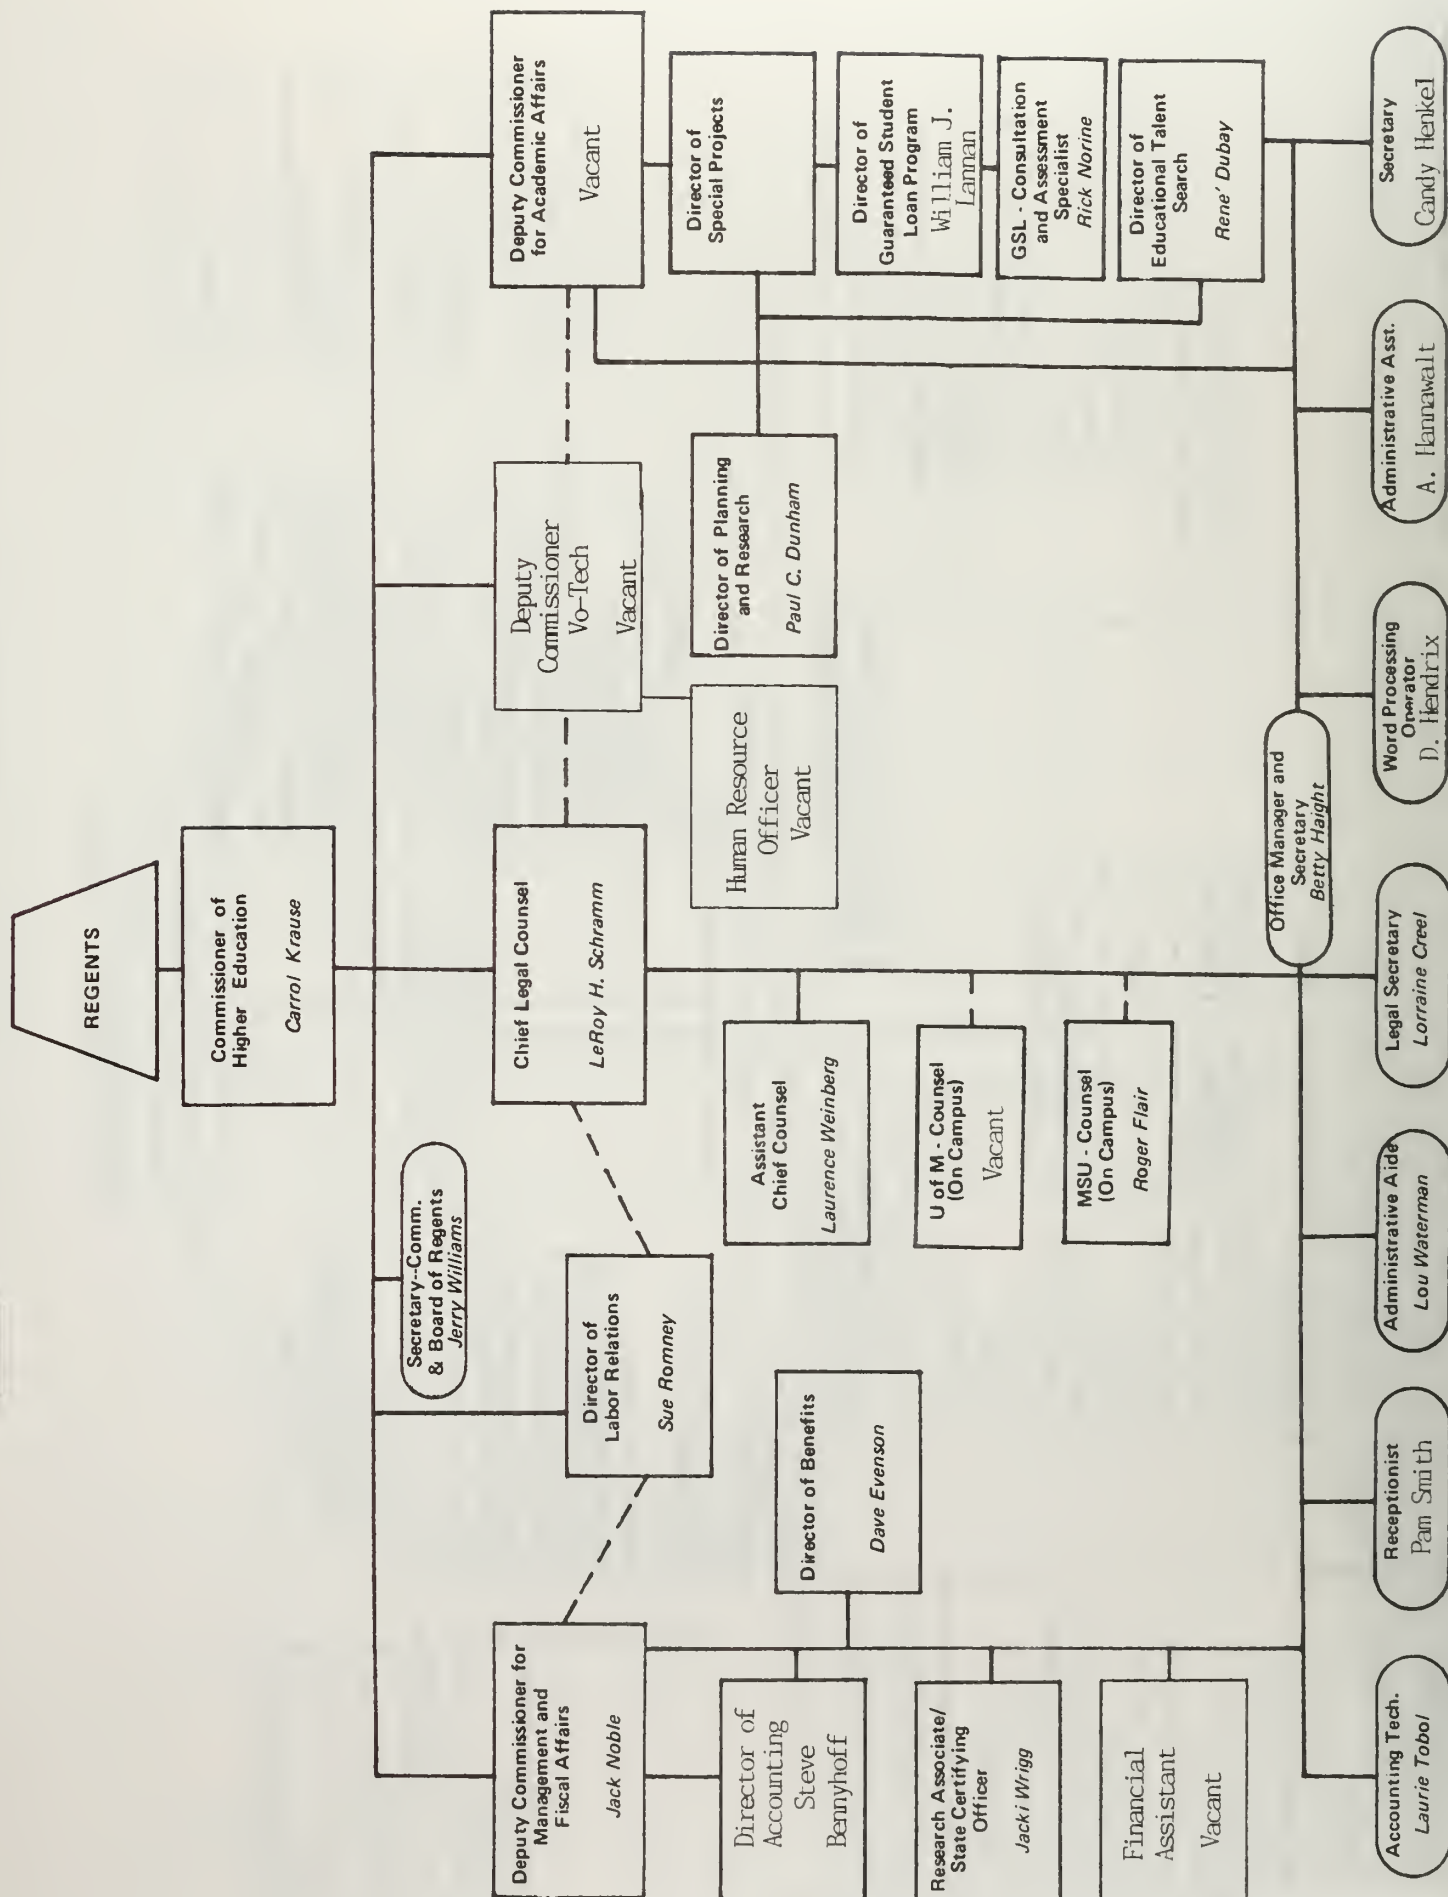 REGENTS
Commissioner of
Higher Education
Carrol Krause
Secretary--Comm.
& Board of Regents
Jerry Williams
Deputy Commissioner for
Management and
Fiscal Affairs
Jack Noble
Director of
Labor Relations
Sue Romney
Chief Legal Counsel
LeRoy H. Schramm
Deputy
Commissioner
Vo-Tech
Vacant
Deputy Commissioner
for Academic Affairs
Vacant
Director of
Accounting
Steve
Bennyhoff
Director of Benefits
Dave Evenson
Assistant
Chief Counsel
Laurence Weinberg
Human Resource
Officer
Vacant
Director of Planning
and Research
Paul C. Dunham
Director of
Special Projects
Director of
Guaranteed Student
Loan Program
William J.
Lannan
Research Associate/
State Certifying
Officer
Jacki Wrigg
U of M - Counsel
(On Campus)
Vacant
GSL - Consultation
and Assessment
Specialist
Rick Norine
Financial
Assistant
Vacant
MSU - Counsel
(On Campus)
Roger Flair
Director of
Educational Talent
Search
Rene' Dubay
Office Manager and
Secretary
Betty Haight
Accounting Tech.
Laurie Tobol
Receptionist
Pam Smith
Administrative Aide
Lou Waterman
Legal Secretary
Lorraine Creel
Word Processing
Operator
D. Hendrix
Administrative Asst.
A. Hannawalt
Secretary
Candy Henkel